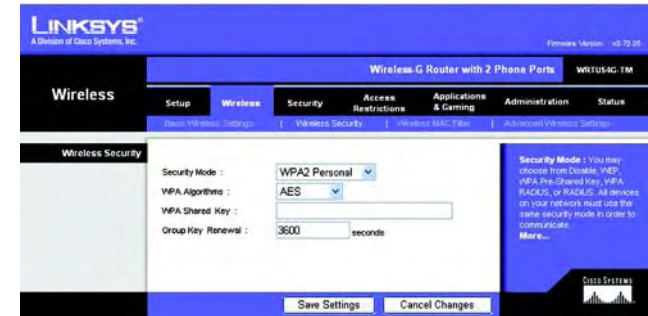 LINKSYS®
A Division of Cisco Systems, Inc.
Firmware Version: v0.70.05
Wireless-G Router with 2 Phone Ports WRTU54G-TM
Wireless
Setup Wireless Security Access Restrictions Applications & Gaming Administration Status
Basic Wireless Settings | Wireless Security | Wireless MAC Filter | Advanced Wireless Settings
Wireless Security
Security Mode : WPA2 Personal
WPA Algorithms : AES
WPA Shared Key :
Group Key Renewal : 3600 seconds
Security Mode : You may
choose from Disable, WEP,
WPA Pre-Shared Key, WPA
RADIUS, or RADIUS. All devices
on your network must use the
same security mode in order to
communicate.
More...
CISCO SYSTEMS
Save Settings Cancel Changes